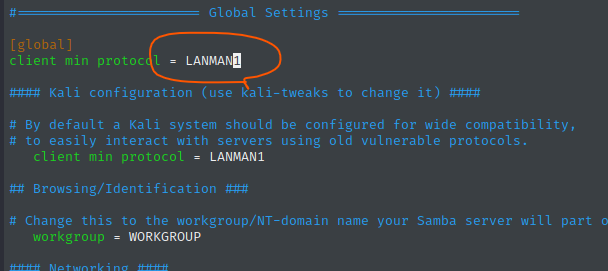 #======================= Global Settings =======================
[global]
client min protocol = LANMAN1
#### Kali configuration (use kali-tweaks to change it) ####
# By default a Kali system should be configured for wide compatibility,
# to easily interact with servers using old vulnerable protocols.
client min protocol = LANMAN1
## Browsing/Identification ###
# Change this to the workgroup/NT-domain name your Samba server will part o
workgroup = WORKGROUP
#### Networking ####